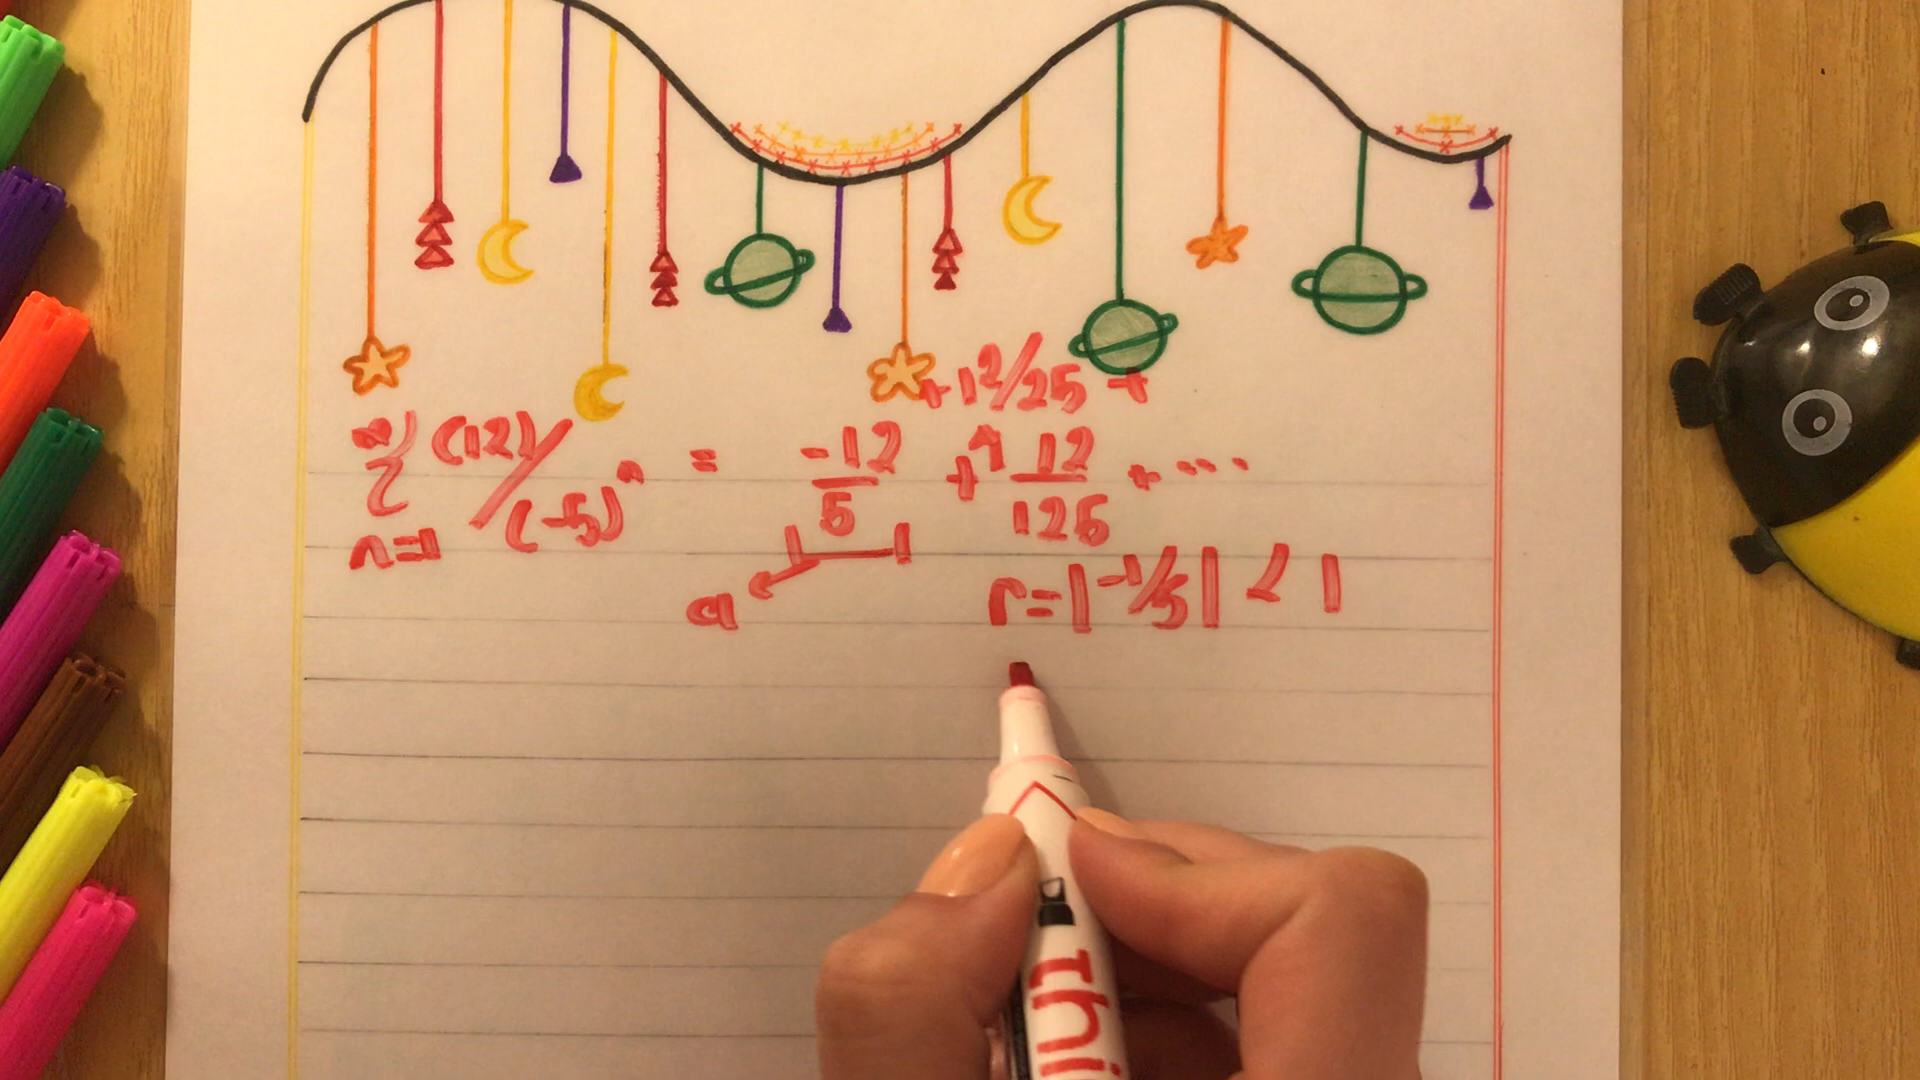 +12/25 +
∞
Σ (12)/(-5)ⁿ = -12/5 + ^ 12/125 + ...
n=1
a r=|-1/5| < 1
thi